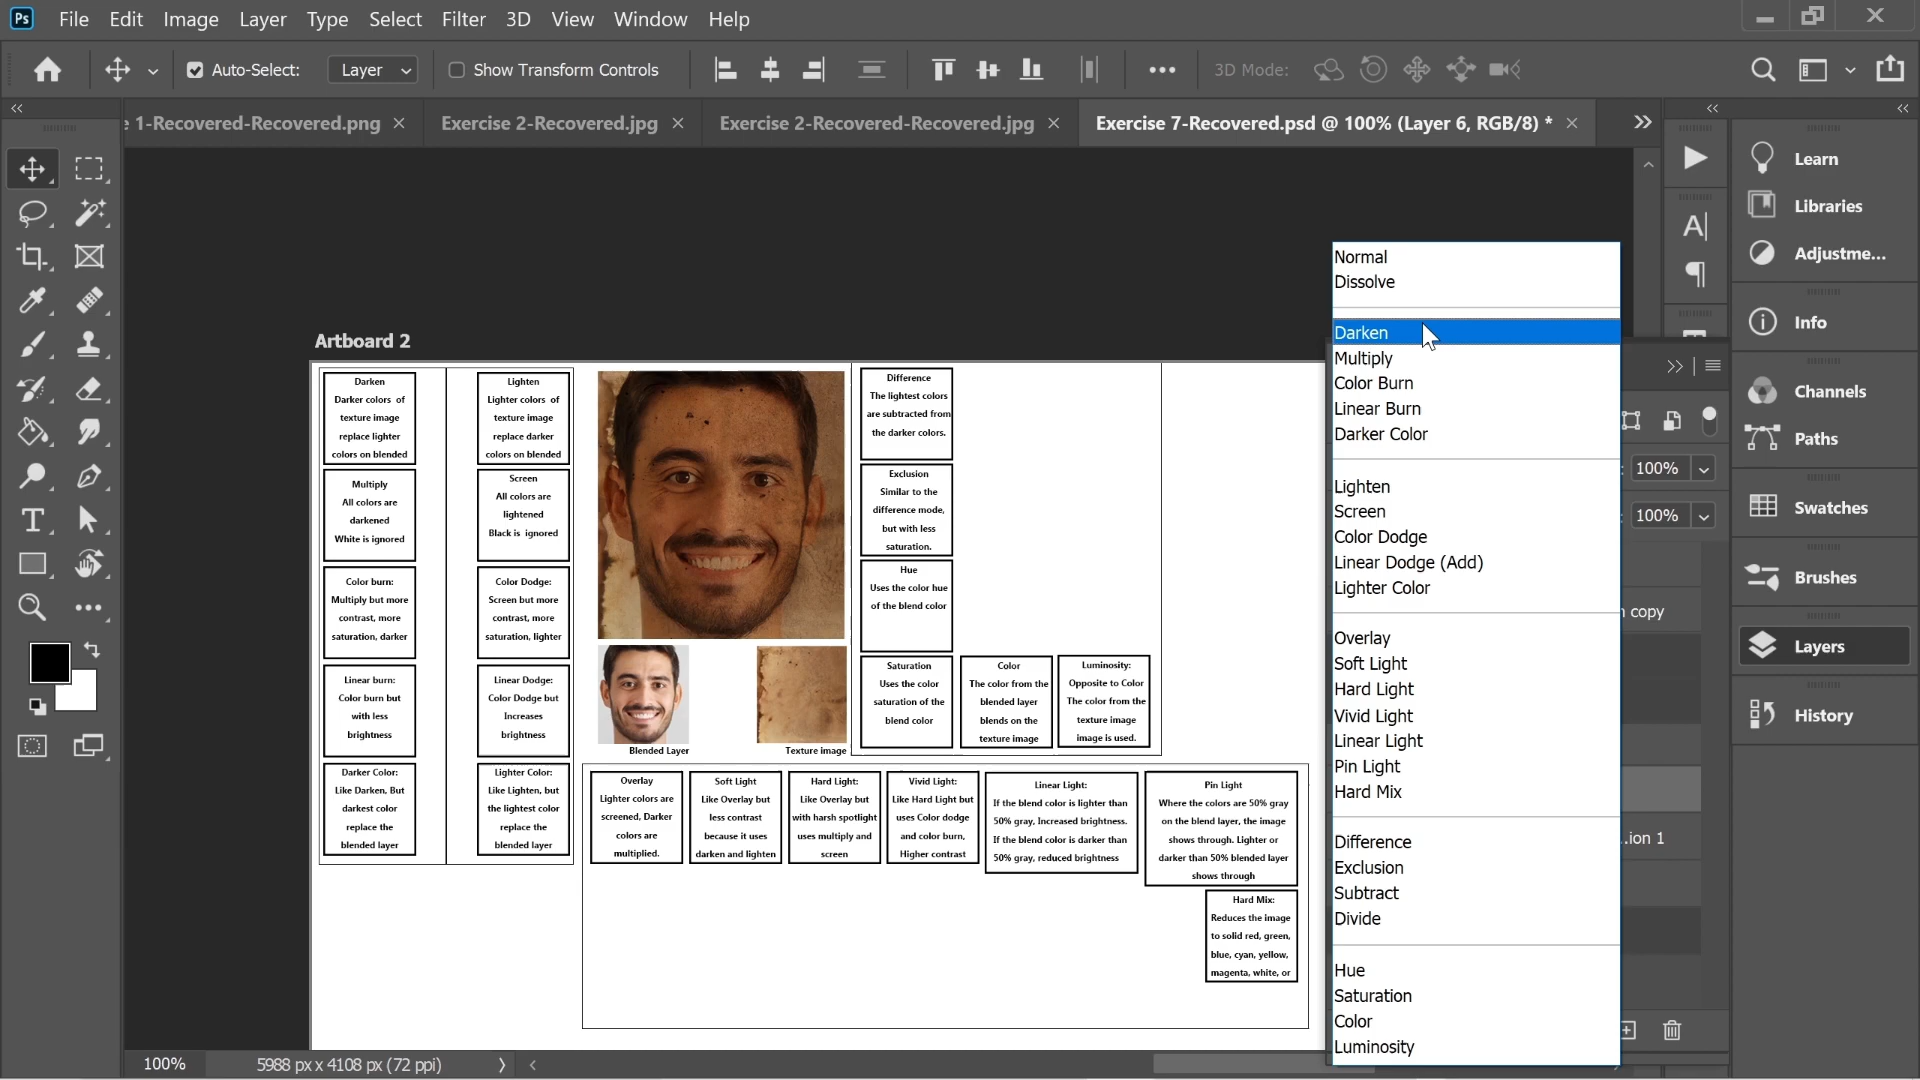 Ps File Edit Image Layer Type Select Filter 3D View Window Help
Auto-Select: Layer Show Transform Controls 3D Mode:
e 1-Recovered-Recovered.png × Exercise 2-Recovered.jpg × Exercise 2-Recovered-Recovered.jpg × Exercise 7-Recovered.psd @ 100% (Layer 6, RGB/8) * ×
Artboard 2
Darken
Darker colors of
texture image
replace lighter
colors on blended
Multiply
All colors are
darkened
White is ignored
Color burn:
Multiply but more
contrast, more
saturation, darker
Linear burn:
Color burn but
with less
brightness
Darker Color:
Like Darken, But
darkest color
replace the
blended layer
Lighten
Lighter colors of
texture image
replace darker
colors on blended
Screen
All colors are
lightened
Black is ignored
Color Dodge:
Screen but more
contrast, more
saturation, lighter
Linear Dodge:
Color Dodge but
Increases
brightness
Lighter Color:
Like Lighten, but
the lightest color
replace the
blended layer
Blended Layer
Texture image
Difference
The lightest colors
are subtracted from
the darker colors.
Exclusion
Similar to the
difference mode,
but with less
saturation.
Hue
Uses the color hue
of the blend color
Saturation
Uses the color
saturation of the
blend color
Color
The color from the
blended layer
blends on the
texture image
Luminosity:
Opposite to Color
The color from the
texture image
image is used.
Overlay
Lighter colors are
screened, Darker
colors are
multiplied.
Soft Light
Like Overlay but
less contrast
because it uses
darken and lighten
Hard Light:
Like Overlay but
with harsh spotlight
uses multiply and
screen
Vivid Light:
Like Hard Light but
uses Color dodge
and color burn,
Higher contrast
Linear Light:
If the blend color is lighter than
50% gray, Increased brightness.
If the blend color is darker than
50% gray, reduced brightness
Pin Light
Where the colors are 50% gray
on the blend layer, the image
shows through. Lighter or
darker than 50% blended layer
shows through
Hard Mix:
Reduces the image
to solid red, green,
blue, cyan, yellow,
magenta, white, or
Normal
Dissolve
Darken
Multiply
Color Burn
Linear Burn
Darker Color
Lighten
Screen
Color Dodge
Linear Dodge (Add)
Lighter Color
Overlay
Soft Light
Hard Light
Vivid Light
Linear Light
Pin Light
Hard Mix
Difference
Exclusion
Subtract
Divide
Hue
Saturation
Color
Luminosity
: 100%
: 100%
n copy
...ion 1
Learn
Libraries
Adjustme...
Info
Channels
Paths
Swatches
Brushes
Layers
History
100% 5988 px x 4108 px (72 ppi)